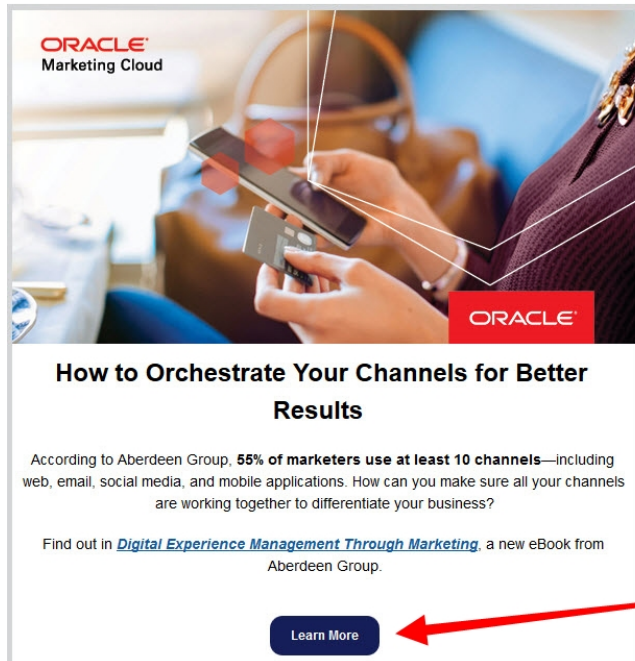 ORACLE
Marketing Cloud
ORACLE
How to Orchestrate Your Channels for Better
Results
According to Aberdeen Group, 55% of marketers use at least 10 channels—including
web, email, social media, and mobile applications. How can you make sure all your channels
are working together to differentiate your business?
Find out in Digital Experience Management Through Marketing, a new eBook from
Aberdeen Group.
Learn More